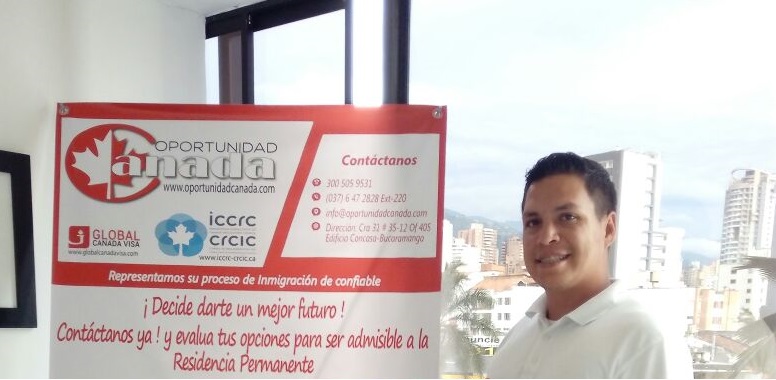 OPORTUNIDAD
Canada
www.oportunidadcanada.com
GLOBAL
CANADA VISA
www.globalcanadavisa.com
iccrc
crcic
www.iccrc-crcic.ca
Contáctanos
300 505 9531
(037) 6 47 2828 Ext-220
info@oportunidadcanada.com
Direccion: Cra 31 # 35-12 Of 405
Edificio Cancasa-Bucaramanga
Representamos su proceso de Inmigración de confiable
¡ Decide darte un mejor futuro !
Contáctanos ya ! y evalua tus opciones para ser admisible a la
Residencia Permanente